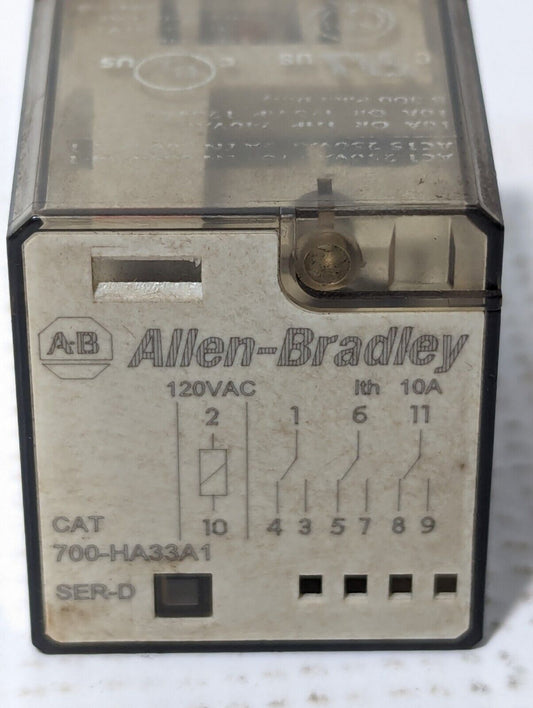 C US
A-B Allen-Bradley
120VAC Ith 10A
2 1 6 11
10 4 3 5 7 8 9
CAT
700-HA33A1
SER-D